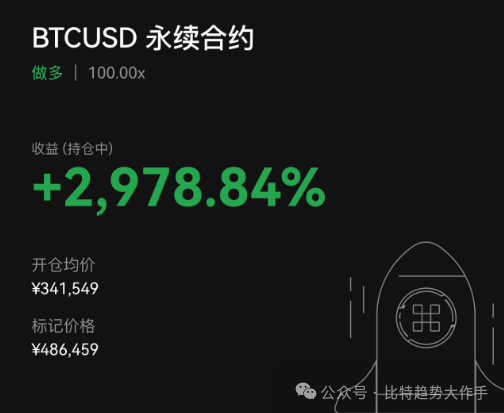 BTCUSD 永续合约
做多 | 100.00x
收益 (持仓中)
+2,978.84%
开仓均价
¥341,549
标记价格
¥486,459
公众号 · 比特趋势大作手